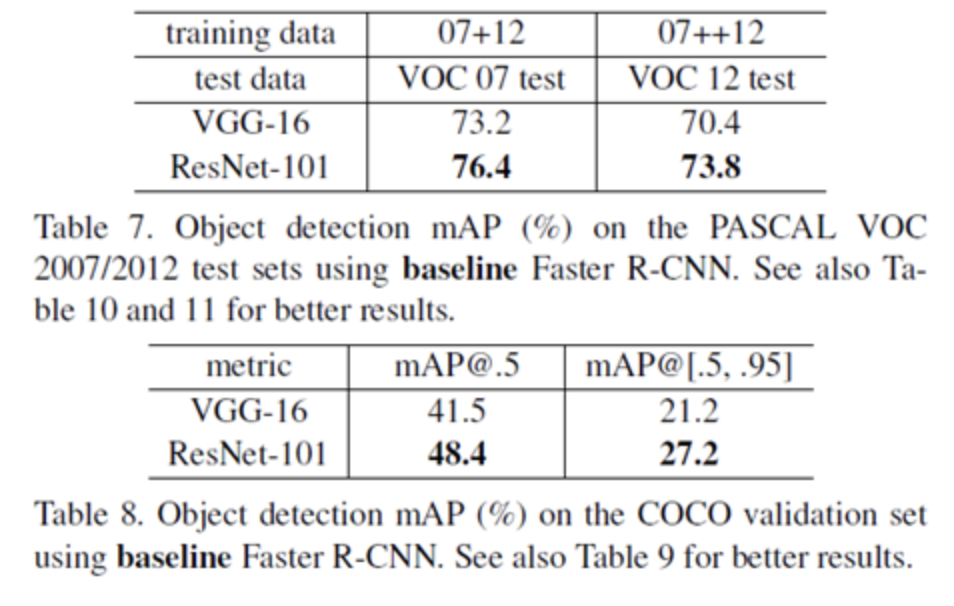 training data 07+12 07++12
test data VOC 07 test VOC 12 test
VGG-16 73.2 70.4
ResNet-101 76.4 73.8
Table 7. Object detection mAP (%) on the PASCAL VOC
2007/2012 test sets using baseline Faster R-CNN. See also Ta-
ble 10 and 11 for better results.
metric mAP@.5 mAP@[.5, .95]
VGG-16 41.5 21.2
ResNet-101 48.4 27.2
Table 8. Object detection mAP (%) on the COCO validation set
using baseline Faster R-CNN. See also Table 9 for better results.